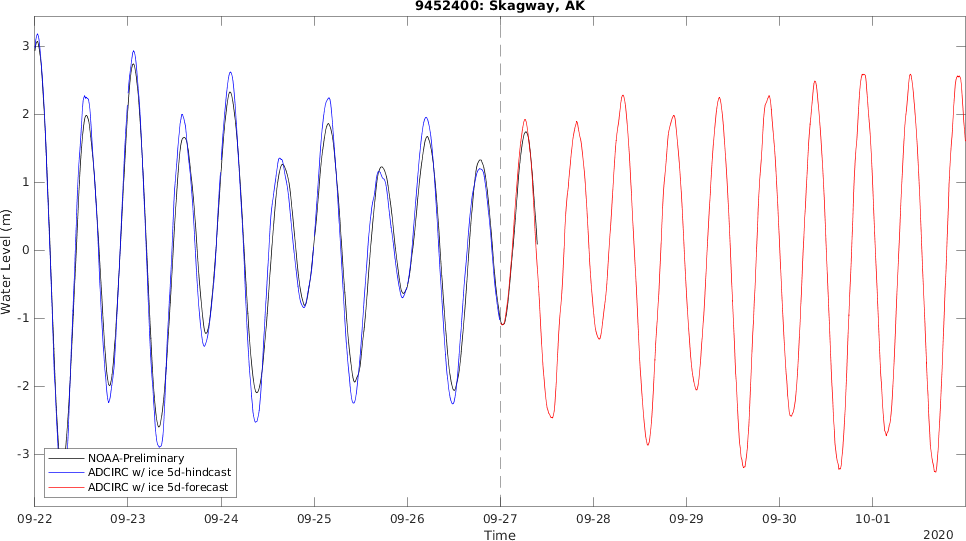 9452400: Skagway, AK
3
2
1
0
-1
-2
-3
Water Level (m)
NOAA-Preliminary
ADCIRC w/ ice 5d-hindcast
ADCIRC w/ ice 5d-forecast
09-22 09-23 09-24 09-25 09-26 09-27 09-28 09-29 09-30 10-01
Time
2020